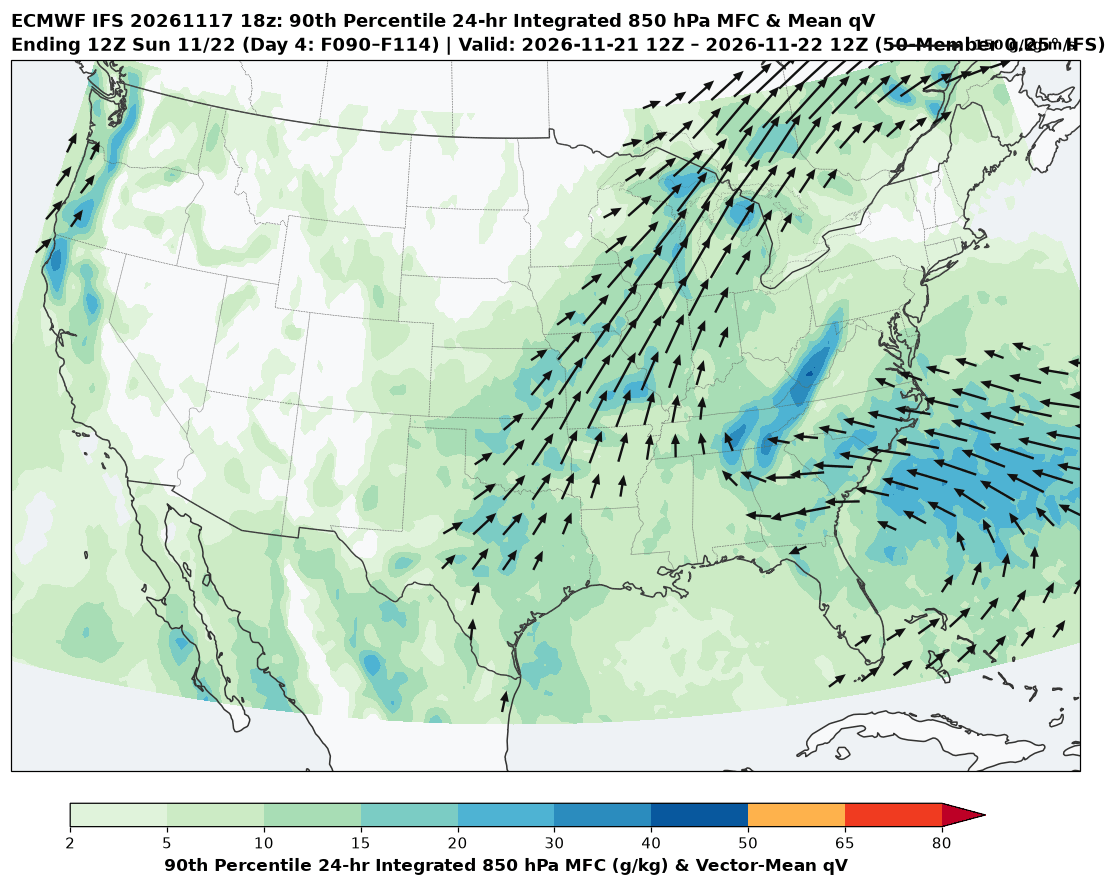 ECMWF IFS 20261117 18z: 90th Percentile 24-hr Integrated 850 hPa MFC & Mean qV
Ending 12Z Sun 11/22 (Day 4: F090–F114) | Valid: 2026-11-21 12Z – 2026-11-22 12Z (50-Member 0.25° IFS)
150 g/kg m/s
2 5 10 15 20 30 40 50 65 80
90th Percentile 24-hr Integrated 850 hPa MFC (g/kg) & Vector-Mean qV